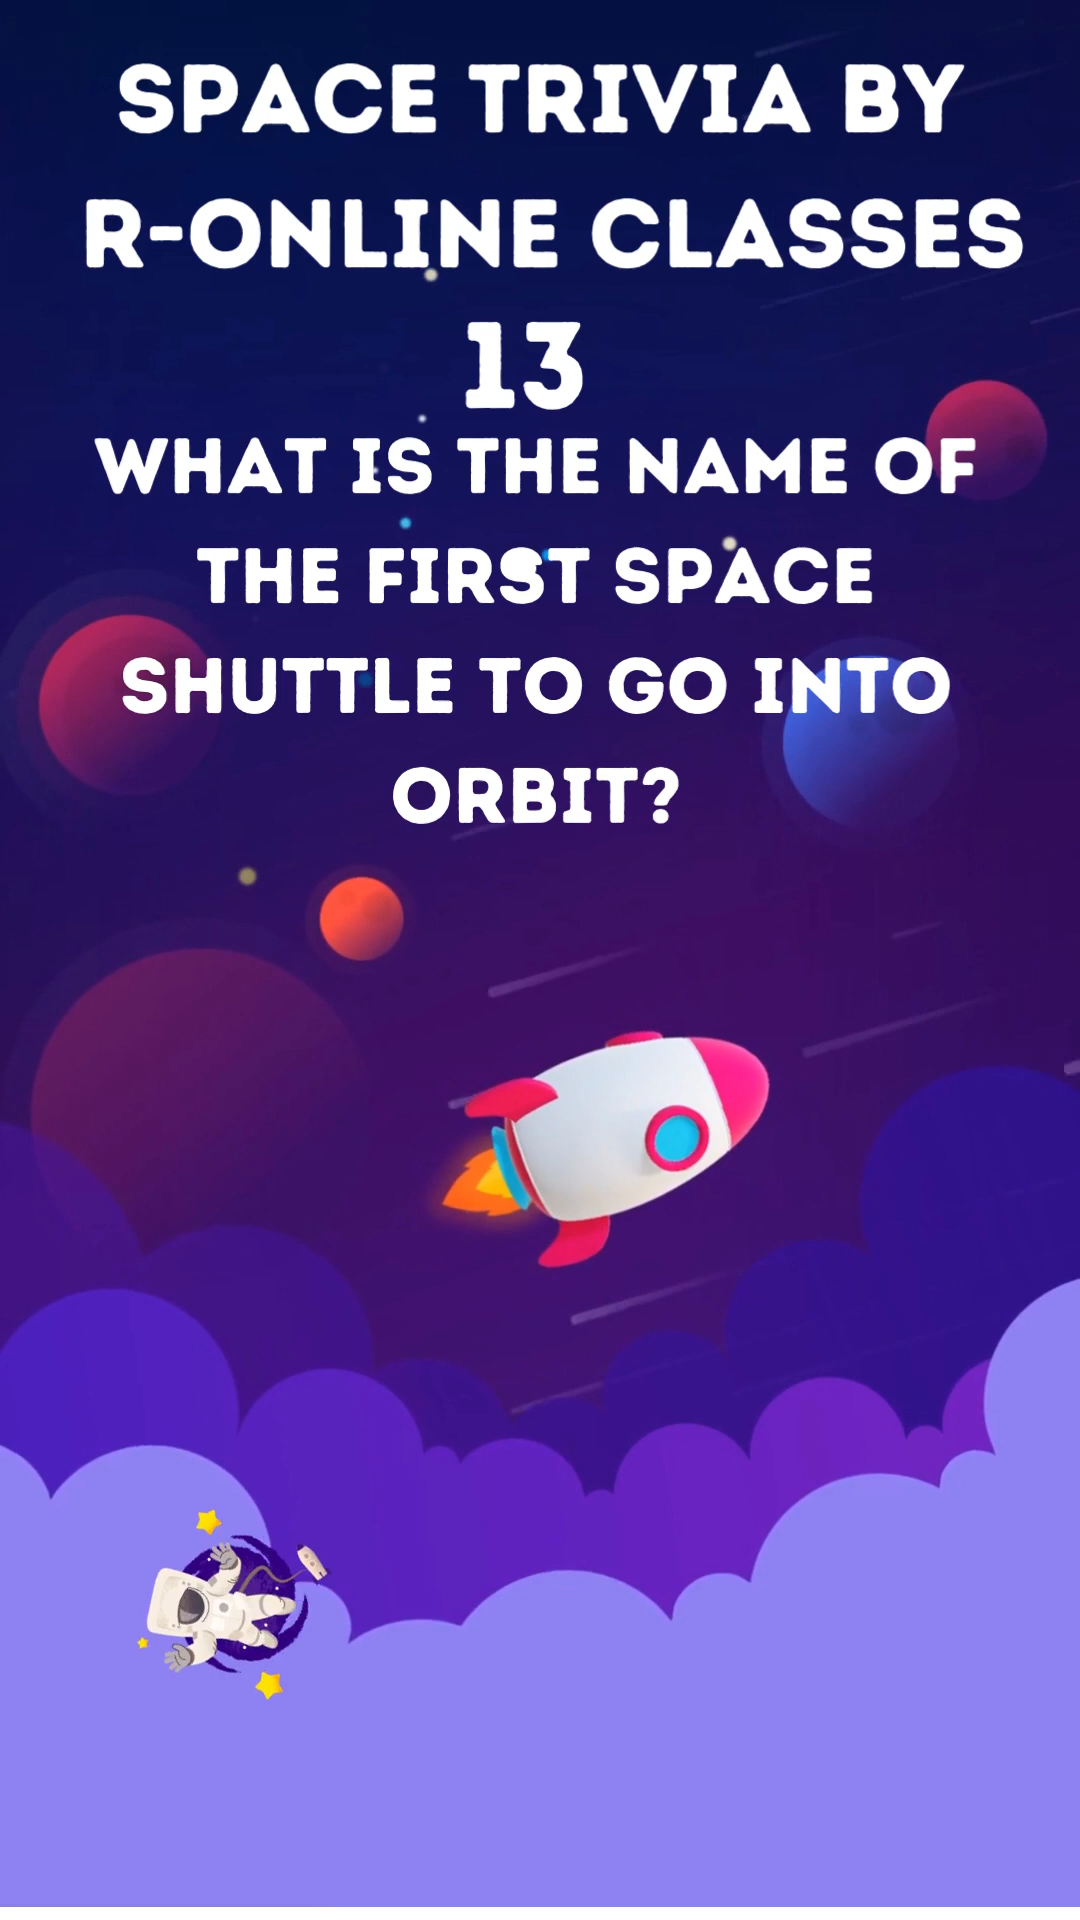 SPACE TRIVIA BY
R-ONLINE CLASSES
13
WHAT IS THE NAME OF
THE FIRST SPACE
SHUTTLE TO GO INTO
ORBIT?